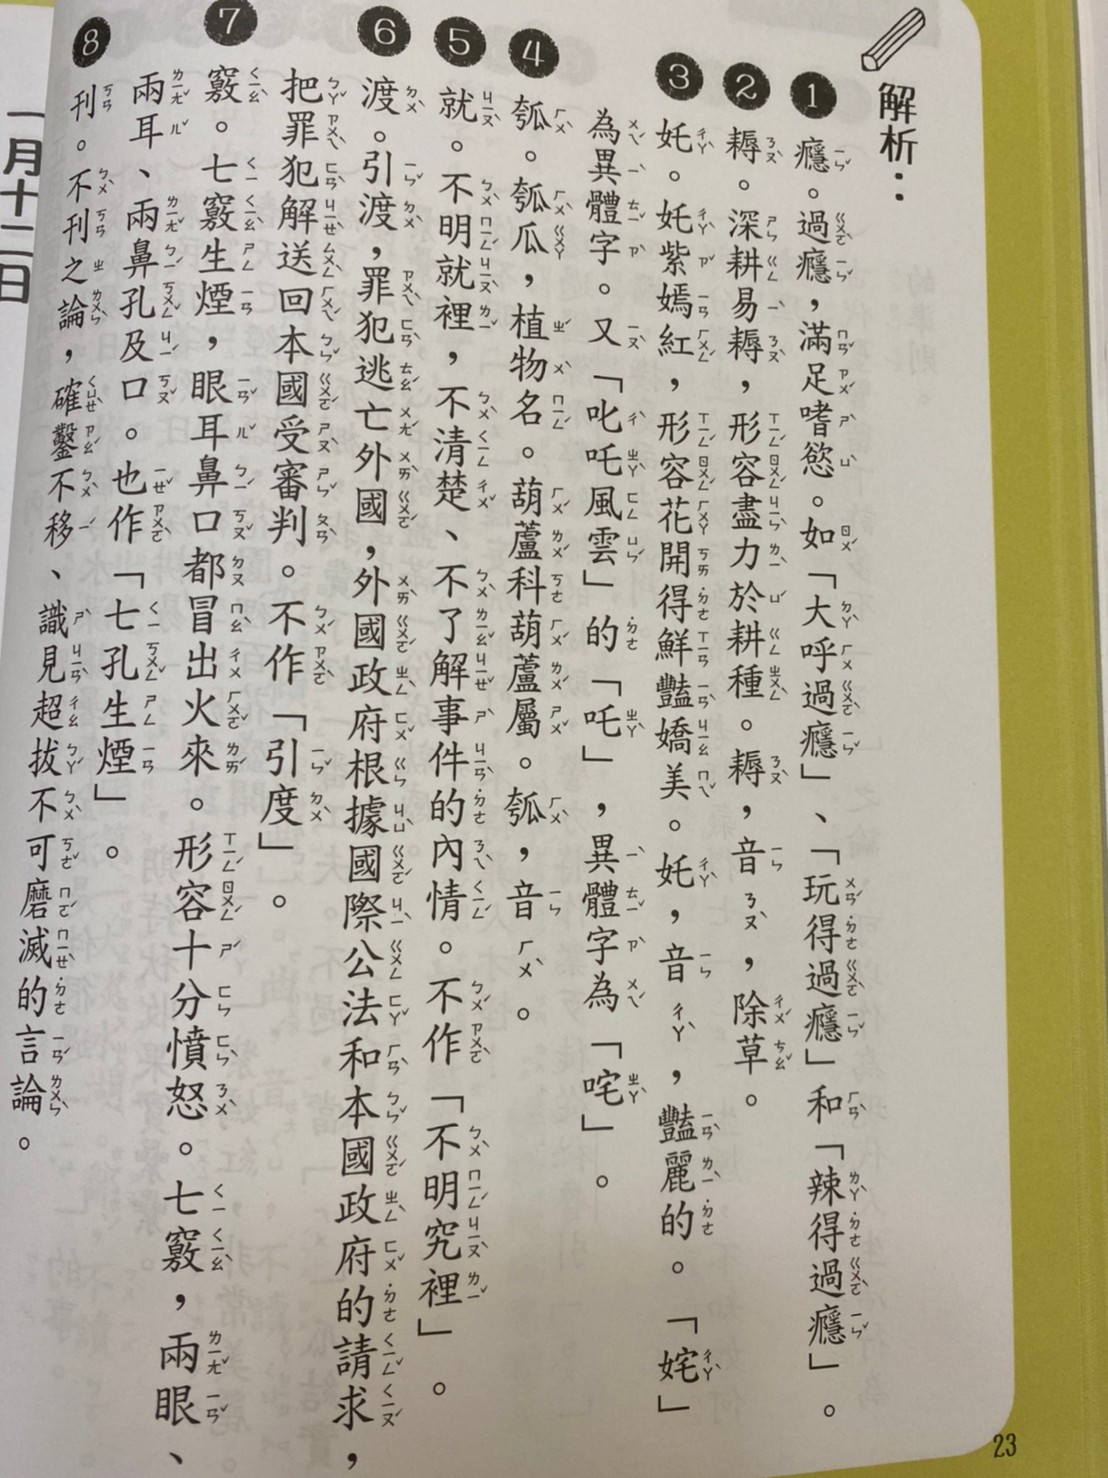 解析：
1 癮。過癮，滿足嗜慾。如「大呼過癮」、「玩得過癮」和「辣得過癮」。
2 耨。深耕易耨，形容盡力於耕種。耨，音ㄋㄡˋ，除草。
3 奼。奼紫嫣紅，形容花開得鮮豔嬌美。奼，音ㄔㄚˋ，豔麗的。「姹」
為異體字。又「叱吒風雲」的「吒」，異體字為「咤」。
4 瓠。瓠瓜，植物名。葫蘆科葫蘆屬。瓠，音ㄏㄨˋ。
5 就。不明就裡，不清楚、不了解事件的內情。不作「不明究裡」。
6 渡。引渡，罪犯逃亡外國，外國政府根據國際公法和本國政府的請求，
把罪犯解送回本國受審判。不作「引度」。
7 竅。七竅生煙，眼耳鼻口都冒出火來。形容十分憤怒。七竅，兩眼、
兩耳、兩鼻孔及口。也作「七孔生煙」。
8 刊。不刊之論，確鑿不移、識見超拔不可磨滅的言論。
一月十二日
23